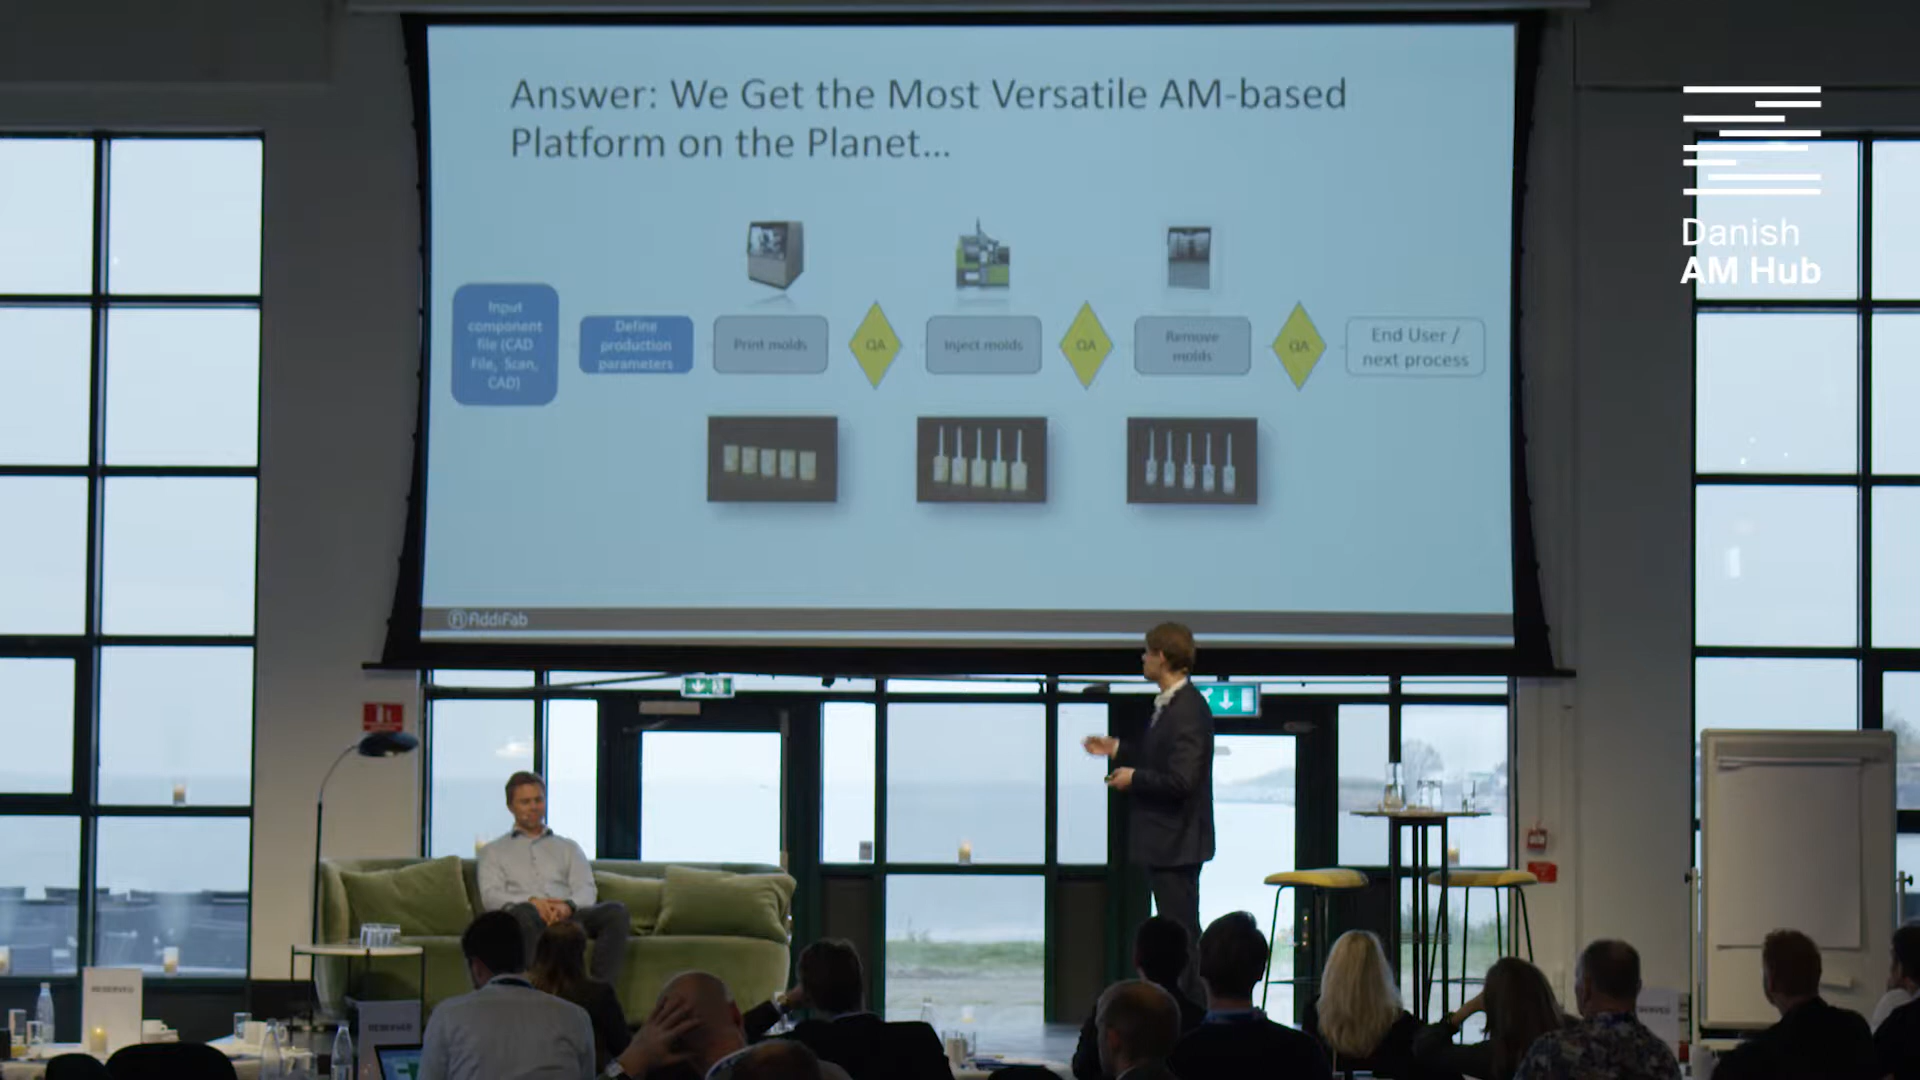 Answer: We Get the Most Versatile AM-based
Platform on the Planet...
Danish
AM Hub
Input
component
file (CAD
File, Scan,
CAD)
Define
production
parameters
Print molds
QA
Inject molds
QA
Remove
molds
QA
End User /
next process
AddiFab
RESERVED
RESERVED